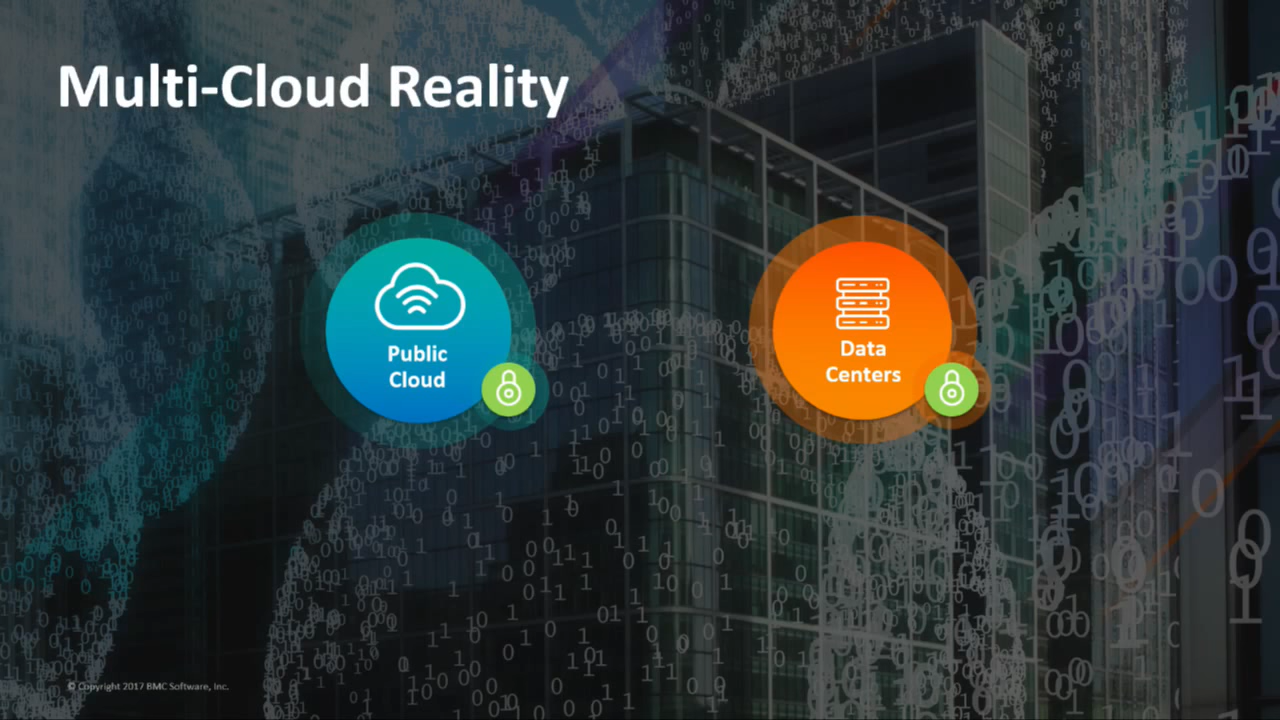 Multi-Cloud Reality
Public
Cloud
Data
Centers
© Copyright 2017 BMC Software, Inc.